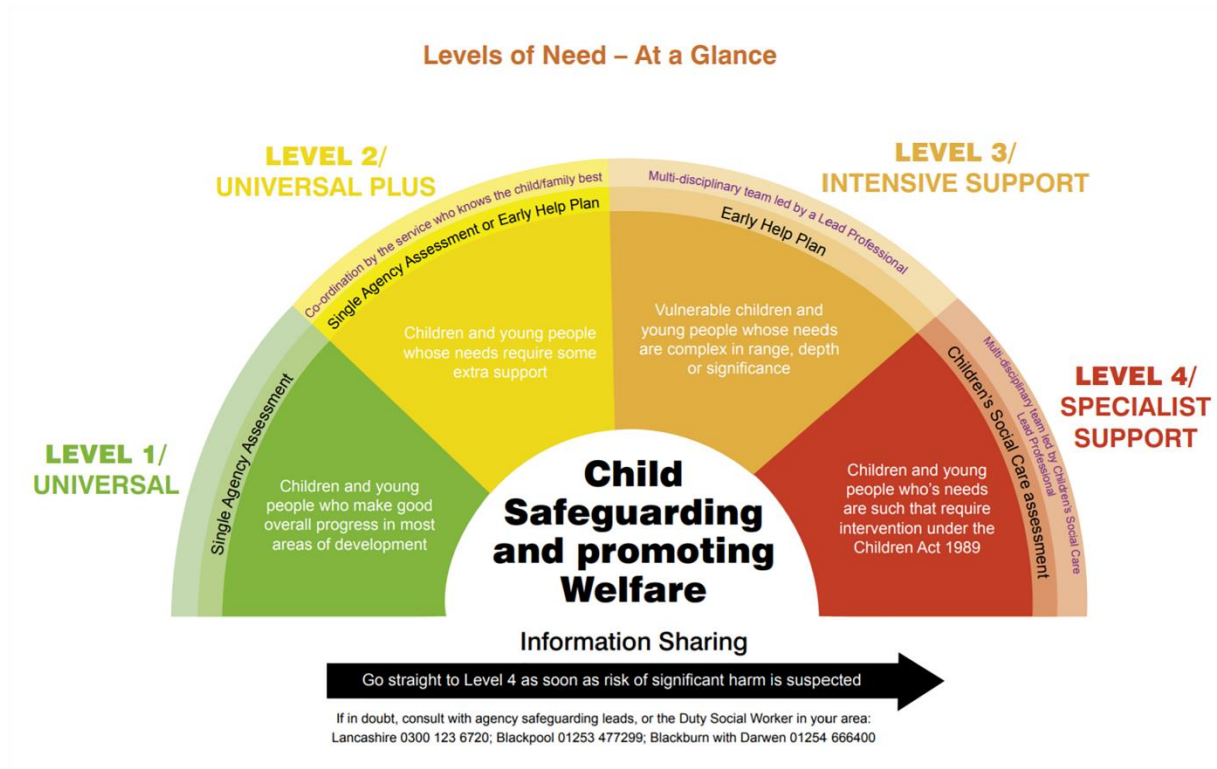 Levels of Need – At a Glance
LEVEL 1/
UNIVERSAL
Single Agency Assessment
Children and young
people who make good
overall progress in most
areas of development
LEVEL 2/
UNIVERSAL PLUS
Co-ordination by the service who knows the child/family best
Single Agency Assessment or Early Help Plan
Children and young people
whose needs require some
extra support
LEVEL 3/
INTENSIVE SUPPORT
Multi-disciplinary team led by a Lead Professional
Early Help Plan
Vulnerable children and
young people whose needs
are complex in range, depth
or significance
LEVEL 4/
SPECIALIST
SUPPORT
Multi-disciplinary team led by Children's Social Care
Lead Professional
Children's Social Care assessment
Children and young
people who's needs
are such that require
intervention under the
Children Act 1989
Child
Safeguarding
and promoting
Welfare
Information Sharing
Go straight to Level 4 as soon as risk of significant harm is suspected
If in doubt, consult with agency safeguarding leads, or the Duty Social Worker in your area:
Lancashire 0300 123 6720; Blackpool 01253 477299; Blackburn with Darwen 01254 666400